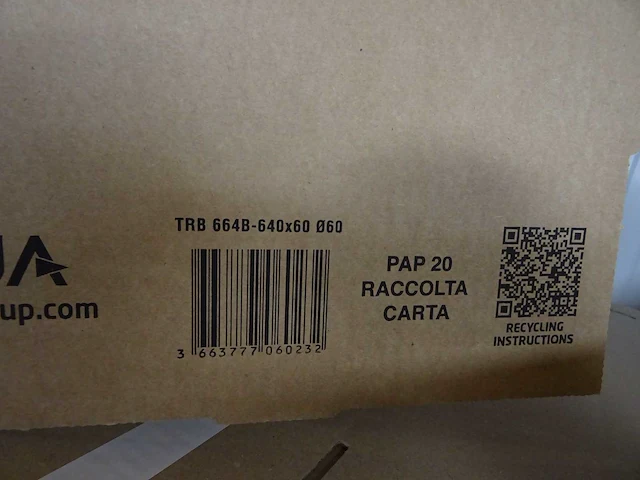 TRB 664B-640x60 Ø60
UA
up.com
3 663777 060232
PAP 20
RACCOLTA
CARTA
RECYCLING
INSTRUCTIONS